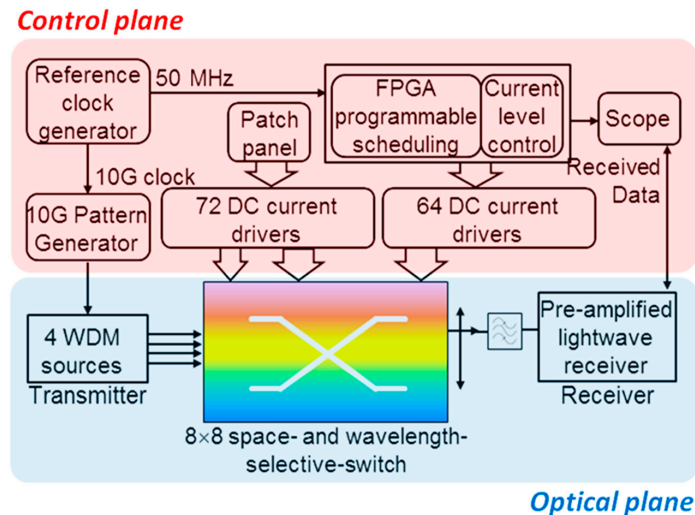 Control plane
Reference
clock
generator
50 MHz
FPGA
programmable
scheduling
Current
level
control
Scope
Patch
panel
10G clock
Received
Data
10G Pattern
Generator
72 DC current
drivers
64 DC current
drivers
4 WDM
sources
Transmitter
Pre-amplified
lightwave
receiver
Receiver
8×8 space- and wavelength-
selective-switch
Optical plane